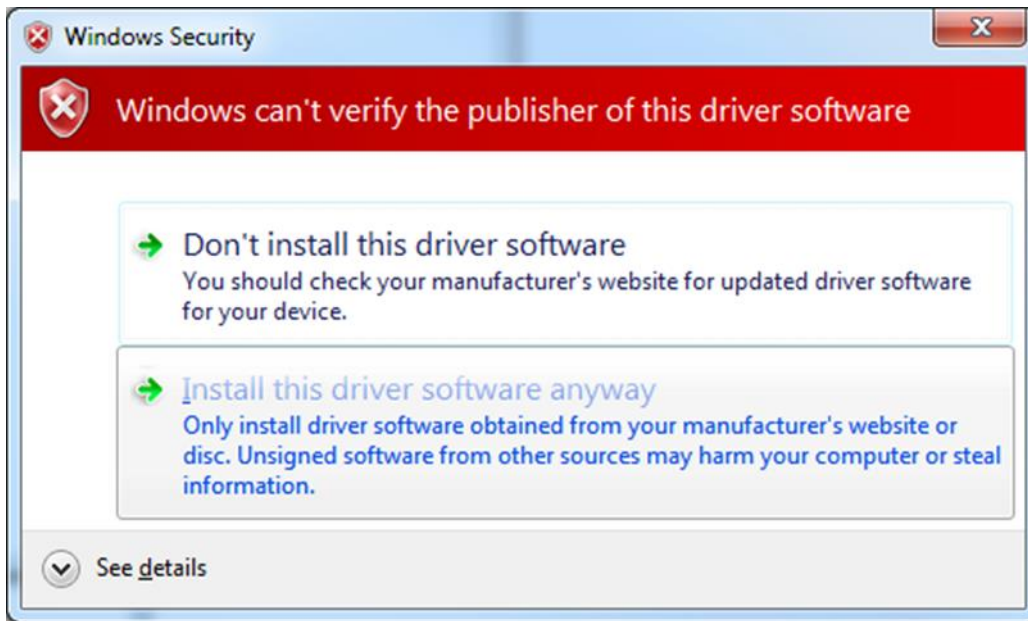 Windows Security
Windows can't verify the publisher of this driver software
Don't install this driver software
You should check your manufacturer's website for updated driver software
for your device.
Install this driver software anyway
Only install driver software obtained from your manufacturer's website or
disc. Unsigned software from other sources may harm your computer or steal
information.
See details